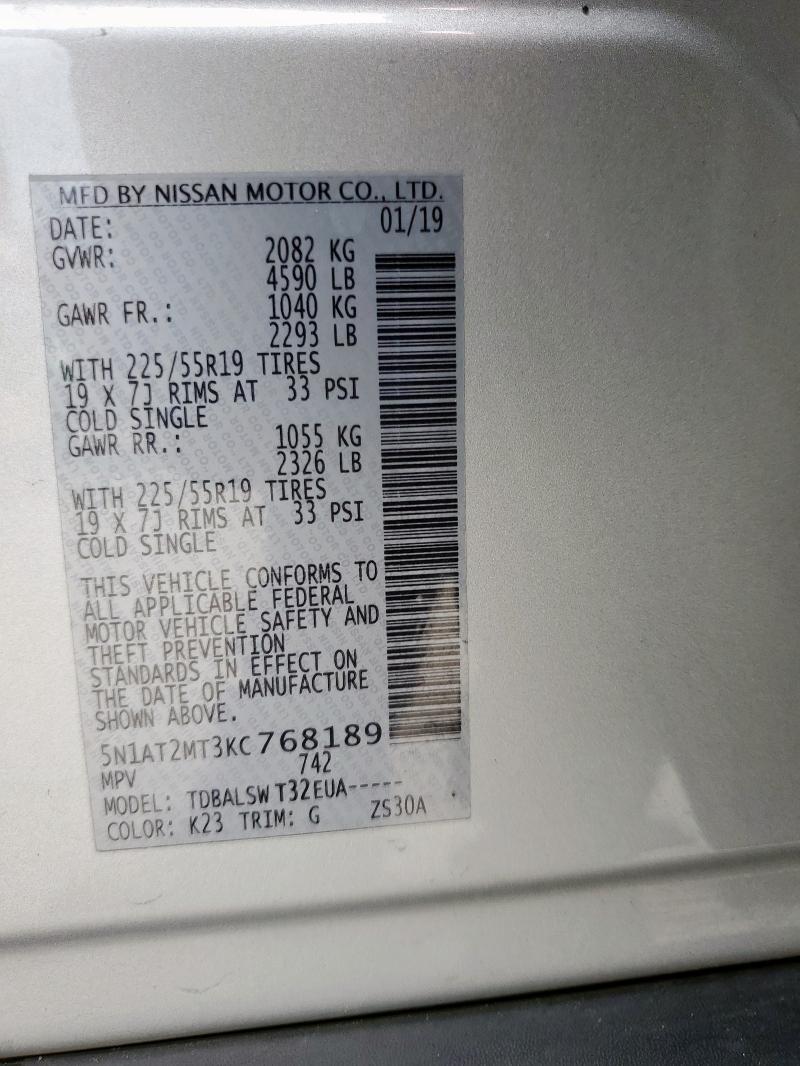 MFD BY NISSAN MOTOR CO., LTD.
DATE: 01/19
GVWR: 2082 KG
4590 LB
GAWR FR.: 1040 KG
2293 LB
WITH 225/55R19 TIRES
19 X 7J RIMS AT 33 PSI
COLD SINGLE
GAWR RR.: 1055 KG
2326 LB
WITH 225/55R19 TIRES
19 X 7J RIMS AT 33 PSI
COLD SINGLE
THIS VEHICLE CONFORMS TO
ALL APPLICABLE FEDERAL
MOTOR VEHICLE SAFETY AND
THEFT PREVENTION
STANDARDS IN EFFECT ON
THE DATE OF MANUFACTURE
SHOWN ABOVE.
5N1AT2MT3KC768189
MPV 742
MODEL: TDBALSW T32EUA-----
COLOR: K23 TRIM: G ZS30A